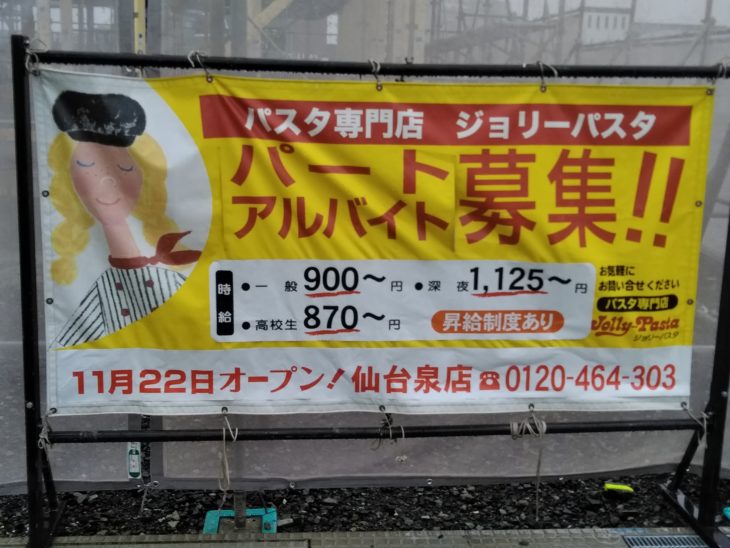 パスタ専門店 ジョリーパスタ
パート
アルバイト
募集!!
時給
●一般 900〜円 ●深夜 1,125〜円
●高校生 870〜円
昇給制度あり
お気軽に
お問い合せください
パスタ専門店
Jolly-Pasta
ジョリーパスタ
11月22日オープン! 仙台泉店 ☎0120-464-303